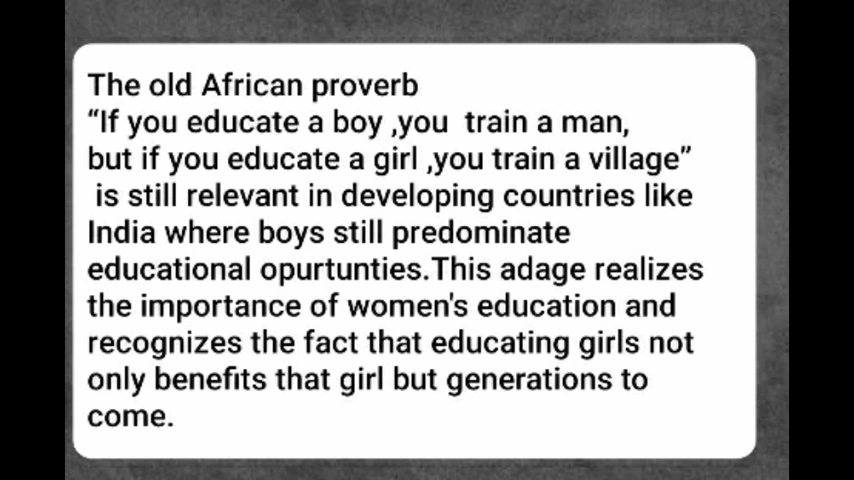 The old African proverb
“If you educate a boy ,you  train a man,
but if you educate a girl ,you train a village”
is still relevant in developing countries like
India where boys still predominate
educational opurtunties.This adage realizes
the importance of women's education and
recognizes the fact that educating girls not
only benefits that girl but generations to
come.